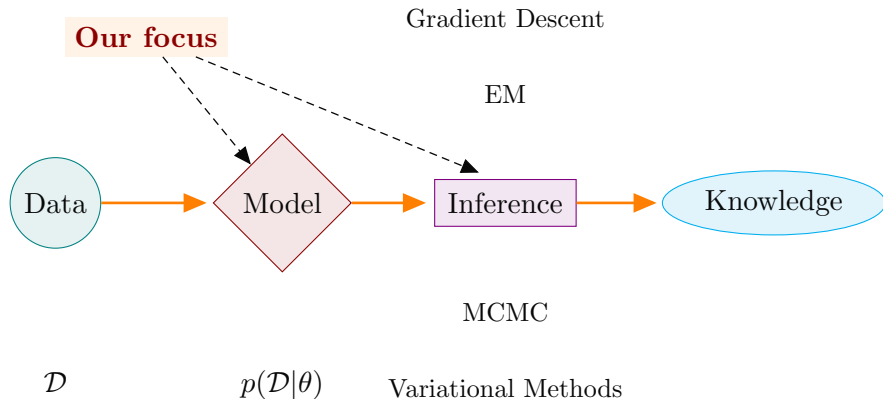 Gradient Descent
Our focus
EM
Data
Model
Inference
Knowledge
MCMC
𝒟
p(𝒟|θ)
Variational Methods